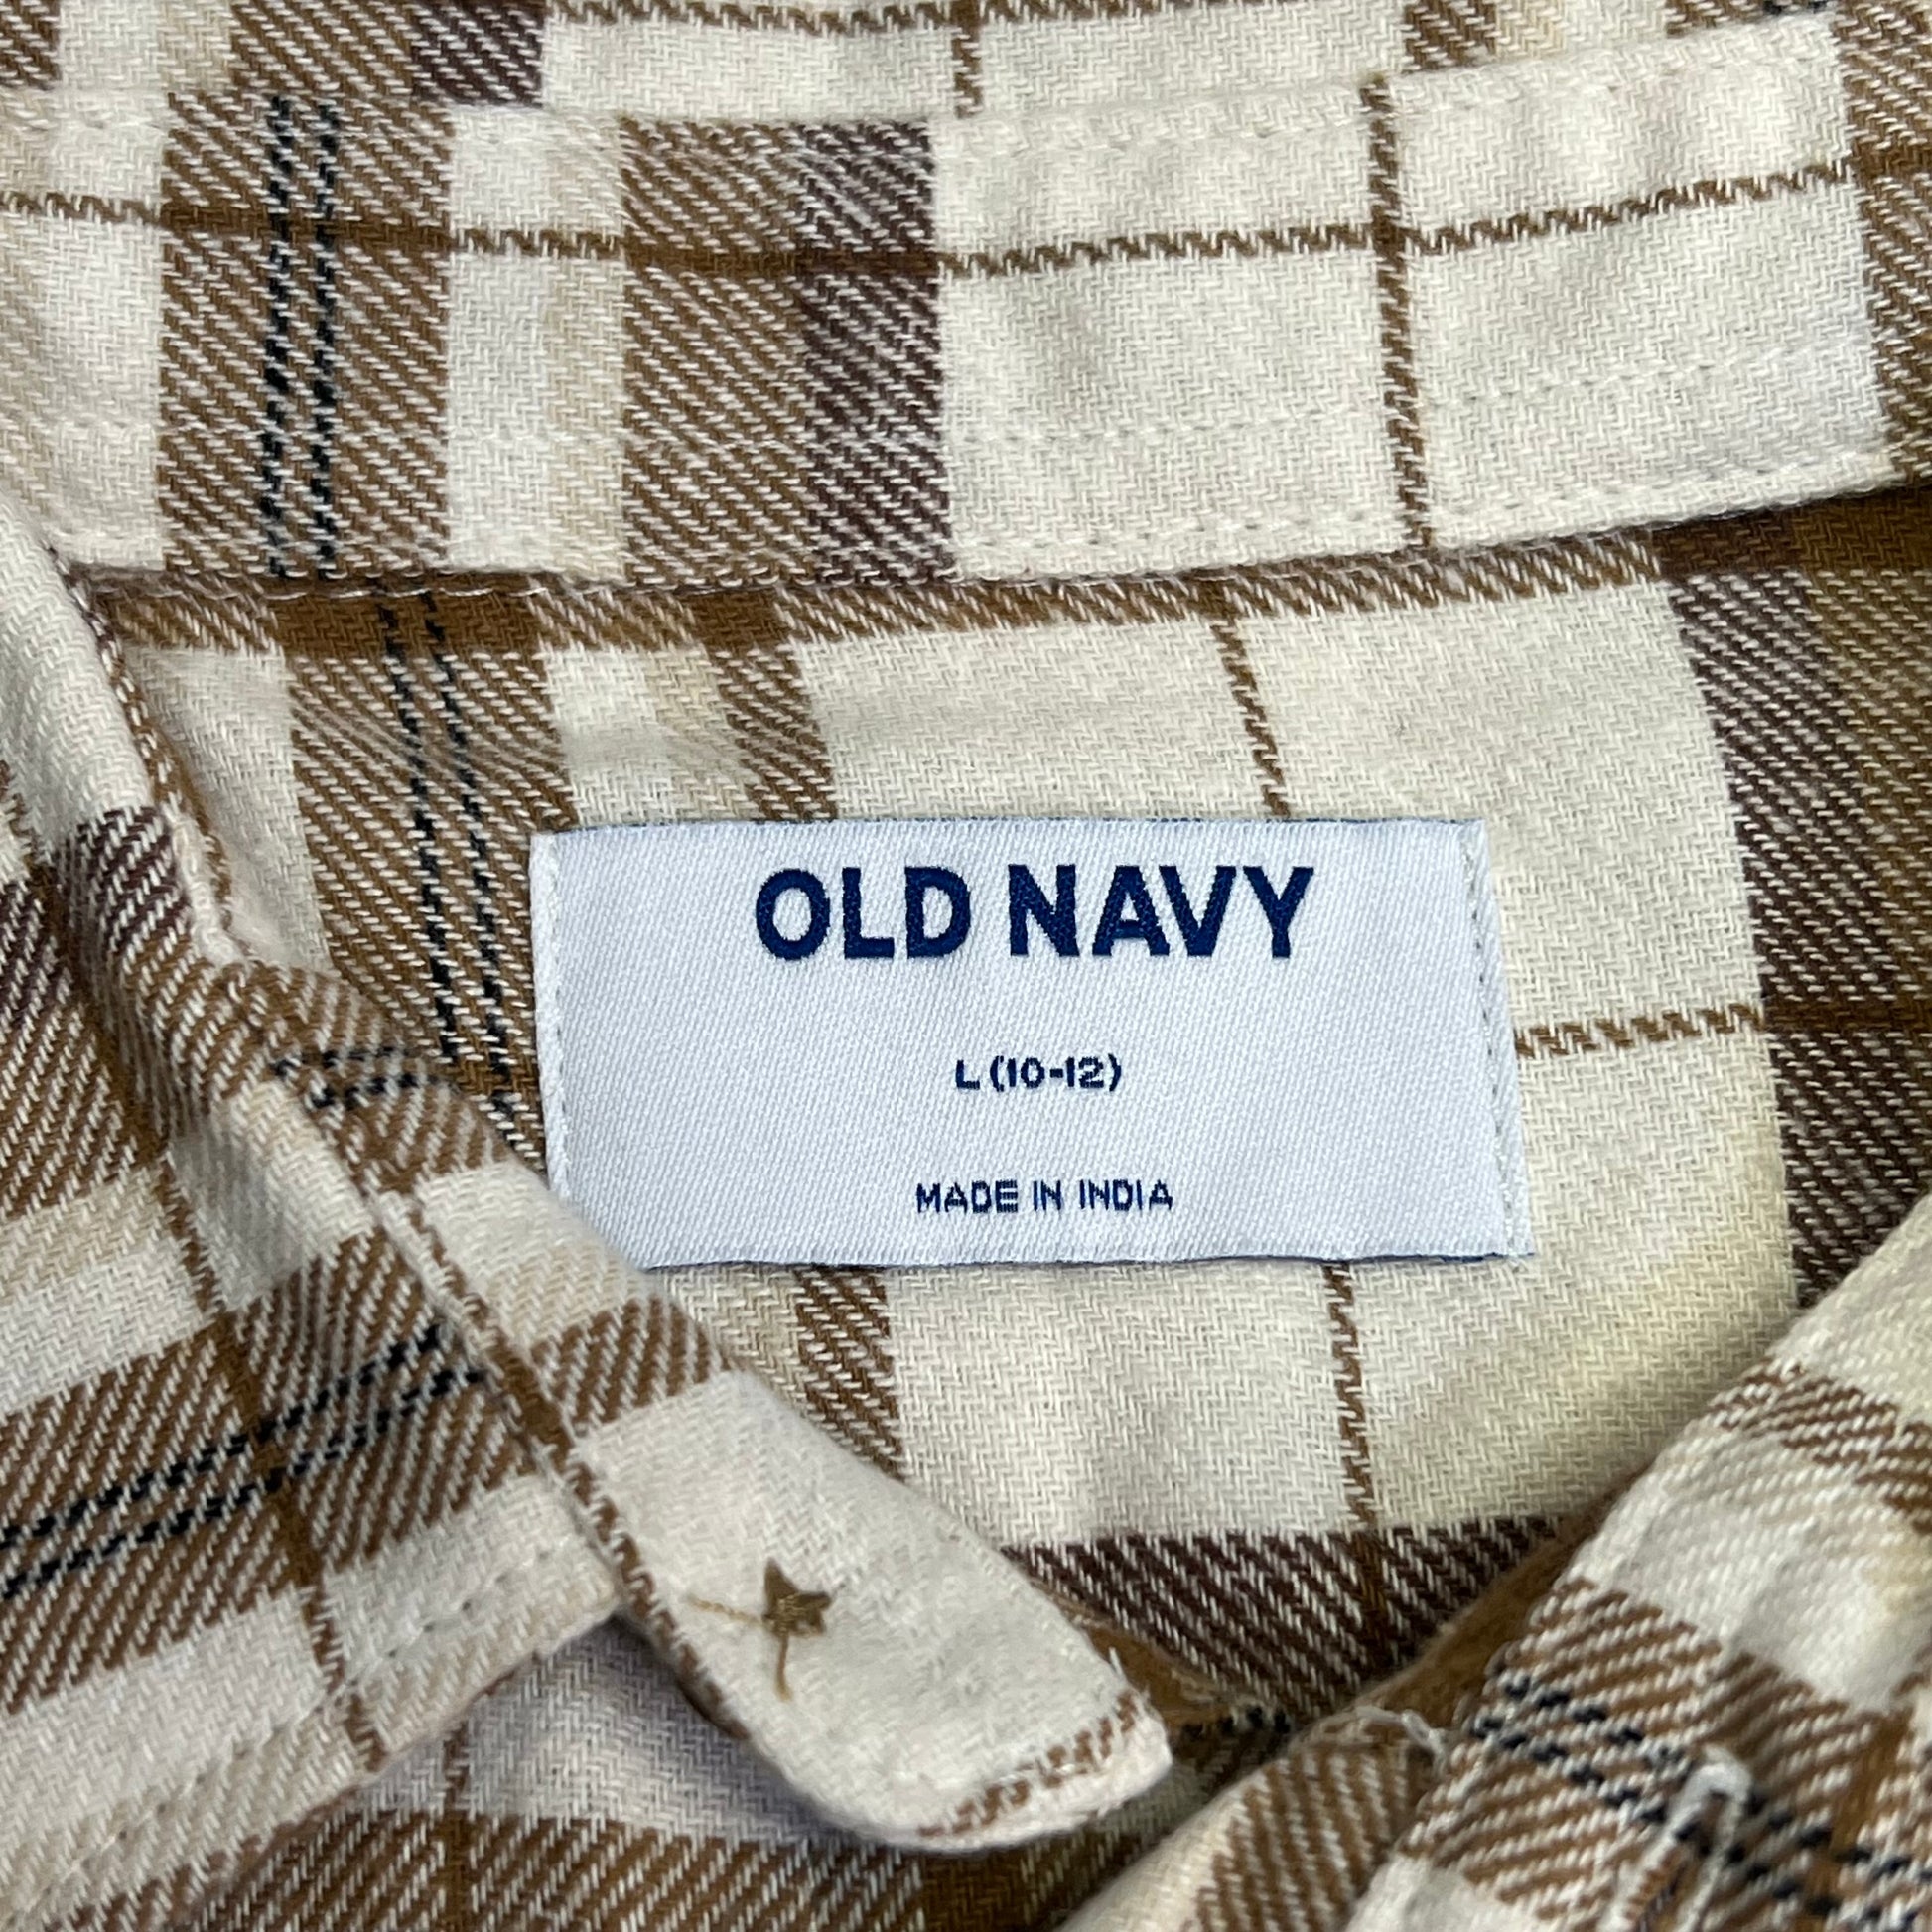 OLD NAVY
L (10-12)
MADE IN INDIA